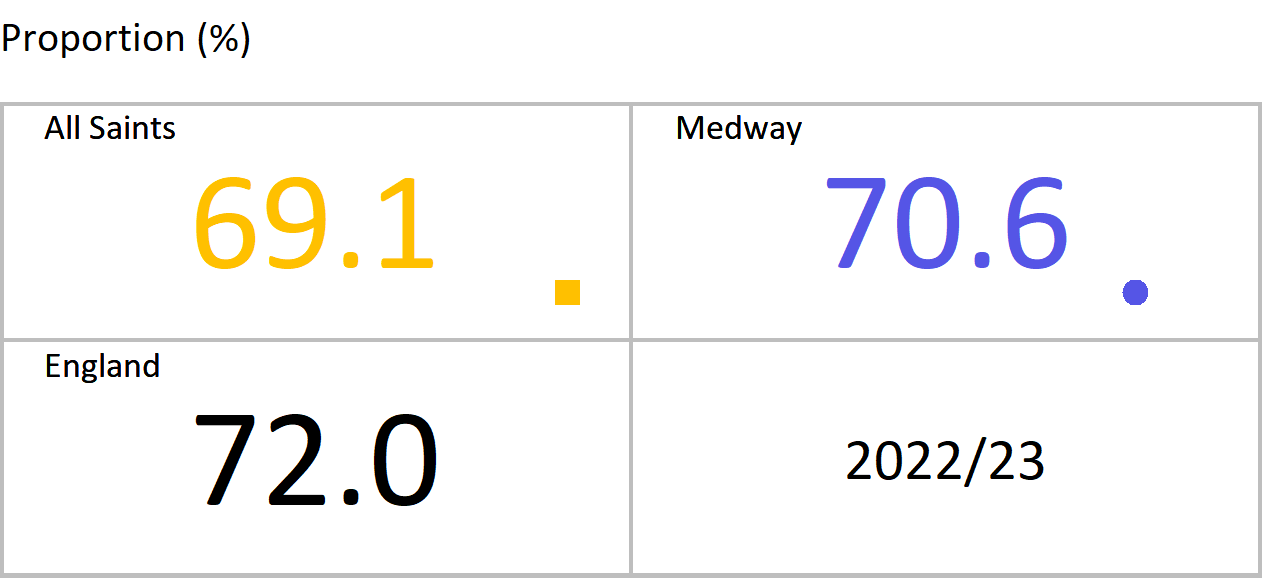 Proportion (%)
All Saints
69.1
Medway
70.6
England
72.0
2022/23